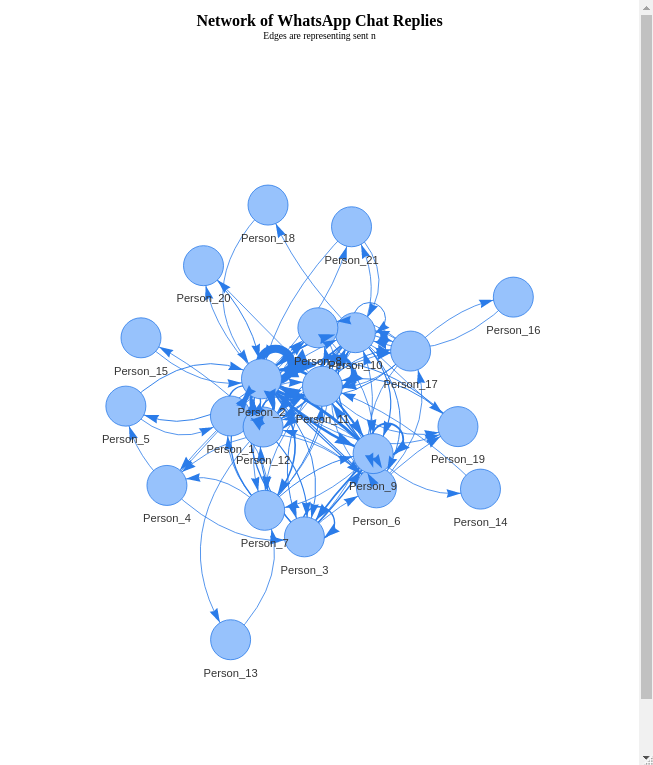 Network of WhatsApp Chat Replies
Edges are representing sent n
Person_18
Person_21
Person_20
Person_16
Person_15
Person_8
Person_10
Person_17
Person_2
Person_11
Person_5
Person_1
Person_12
Person_19
Person_9
Person_4
Person_6
Person_14
Person_7
Person_3
Person_13